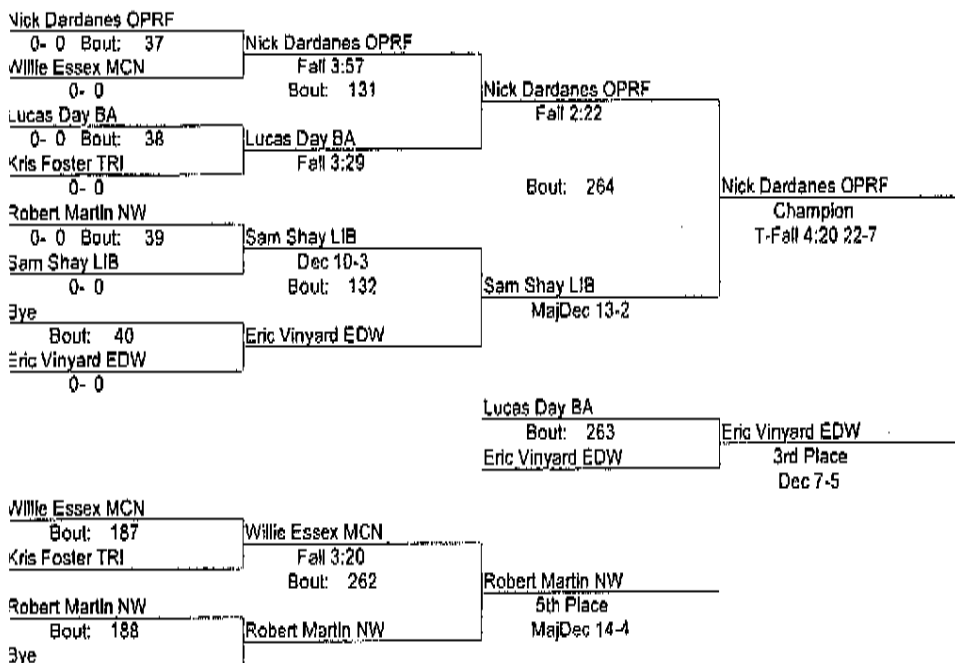 Nick Dardanes OPRF
0- 0 Bout: 37
Willie Essex MCN
0- 0
Lucas Day BA
0- 0 Bout: 38
Kris Foster TRI
0- 0
Robert Martin NW
0- 0 Bout: 39
Sam Shay LIB
0- 0
Bye
Bout: 40
Eric Vinyard EDW
0- 0
Nick Dardanes OPRF
Fall 3:57
Bout: 131
Lucas Day BA
Fall 3:29
Sam Shay LIB
Dec 10-3
Bout: 132
Eric Vinyard EDW
Nick Dardanes OPRF
Fall 2:22
Bout: 264
Sam Shay LIB
MajDec 13-2
Nick Dardanes OPRF
Champion
T-Fall 4:20 22-7
Lucas Day BA
Bout: 263
Eric Vinyard EDW
Eric Vinyard EDW
3rd Place
Dec 7-5
Willie Essex MCN
Bout: 187
Kris Foster TRI
Robert Martin NW
Bout: 188
Bye
Willie Essex MCN
Fall 3:20
Bout: 262
Robert Martin NW
Robert Martin NW
5th Place
MajDec 14-4